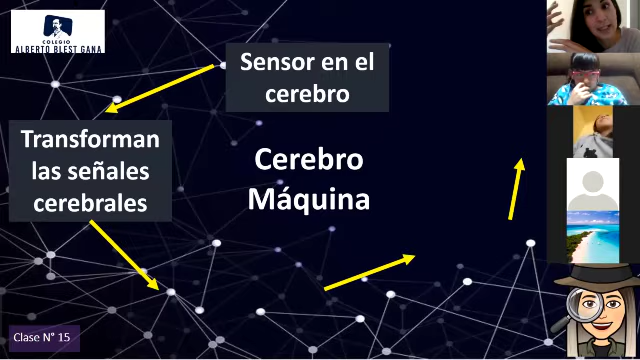 COLEGIO
ALBERTO BLEST GANA
Sensor en el
cerebro
Transforman
las señales
cerebrales
Cerebro
Máquina
Clase N° 15